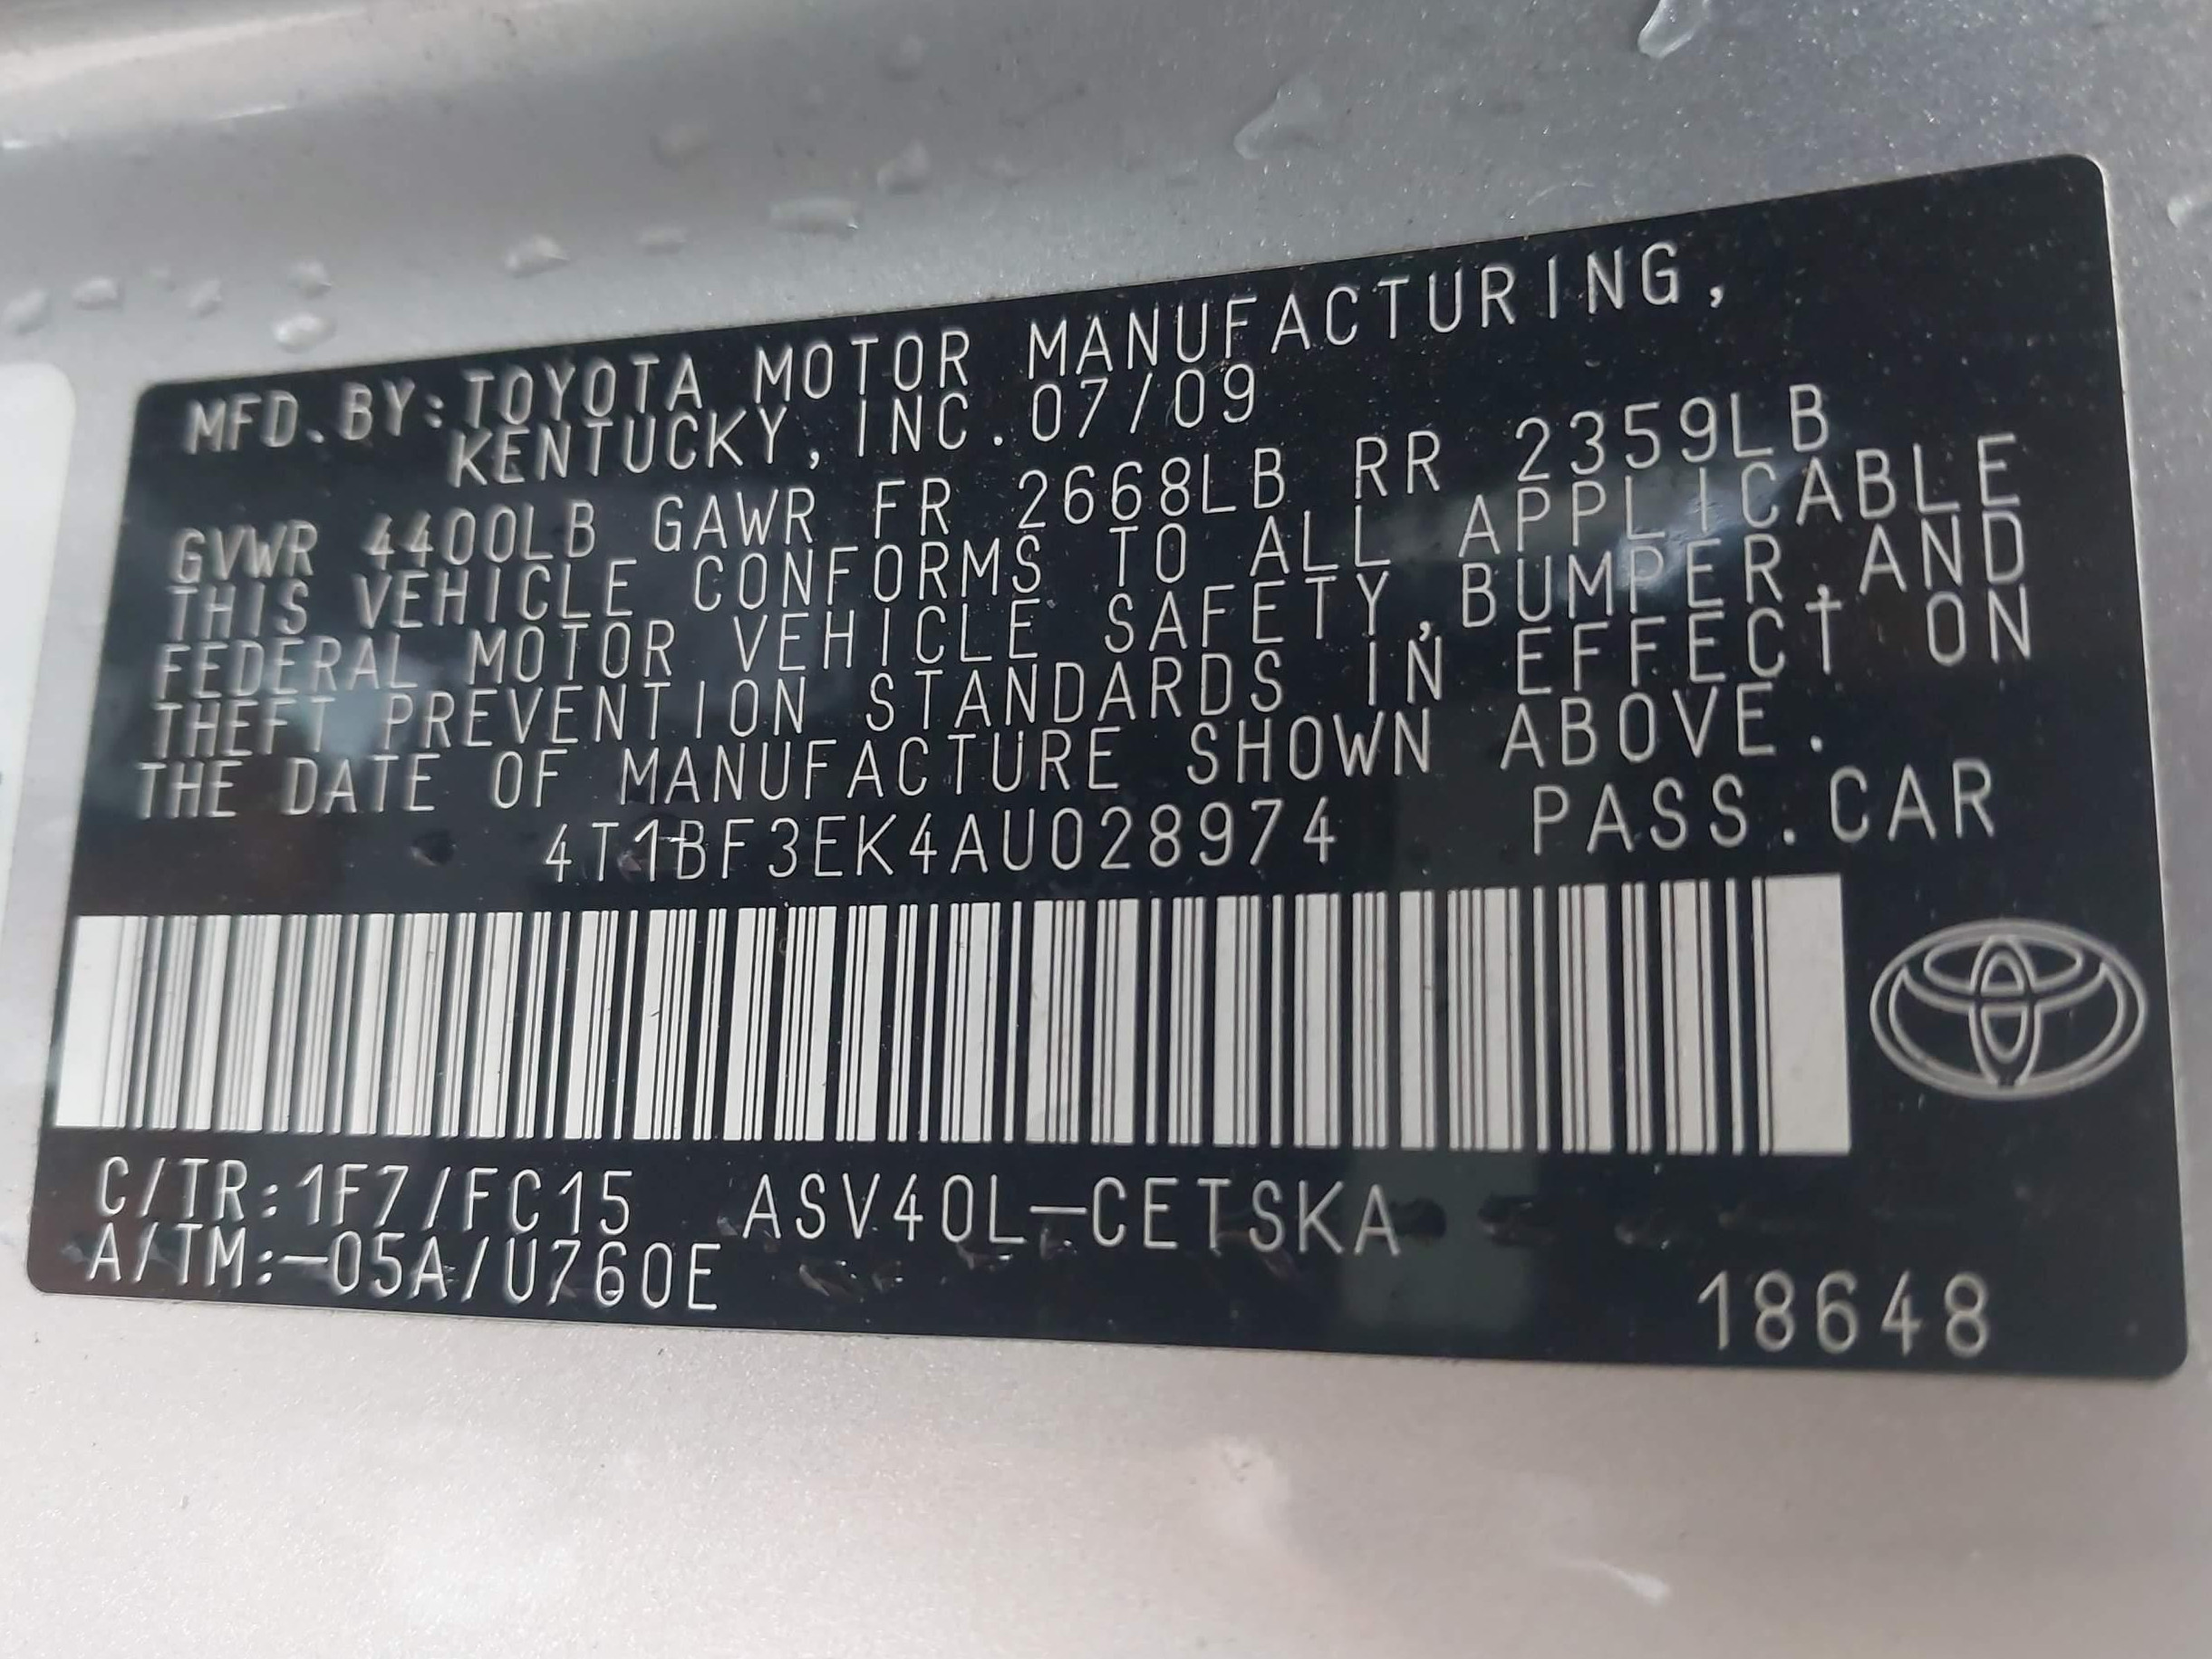 MFD.BY:TOYOTA MOTOR MANUFACTURING,
KENTUCKY, INC.07/09
GVWR 4400LB GAWR FR 2668LB RR 2359LB
THIS VEHICLE CONFORMS TO ALL APPLICABLE
FEDERAL MOTOR VEHICLE SAFETY,BUMPER,AND
THEFT PREVENTION STANDARDS IN EFFECT ON
THE DATE OF MANUFACTURE SHOWN ABOVE.
4T1BF3EK4AU028974 PASS.CAR
C/TR:1F7/FC15 ASV40L-CETSKA
A/TM:-05A/U760E
18648